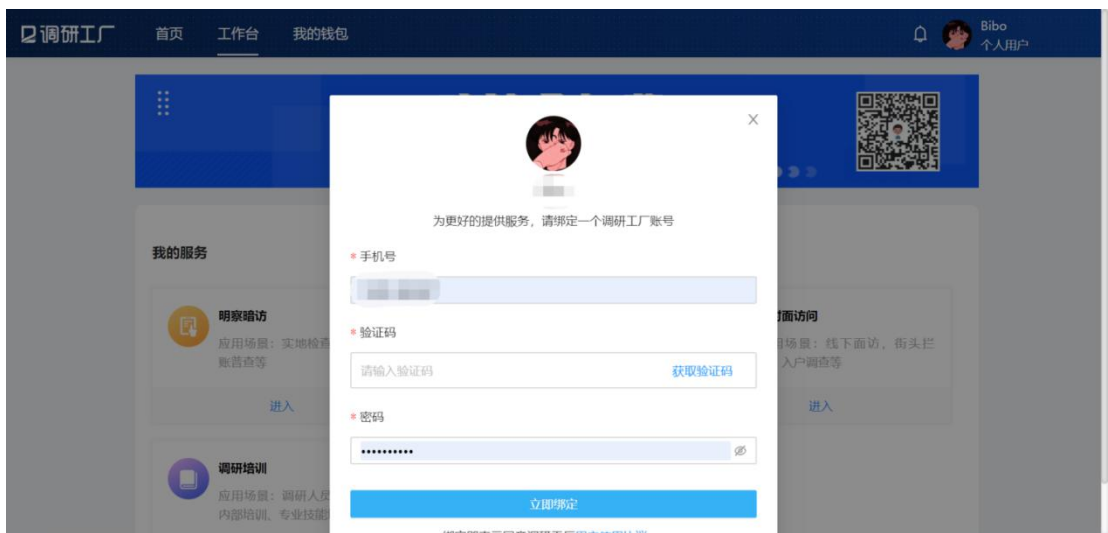 调研工厂
首页 工作台 我的钱包
Bibo
个人用户
为更好的提供服务，请绑定一个调研工厂账号
我的服务
* 手机号
明察暗访
应用场景：实地检查
账普查等
进入
* 验证码
请输入验证码 获取验证码
* 密码
••••••••••
立即绑定
面访问
场景：线下面访，街头拦
入户调查等
进入
调研培训
应用场景：调研人员
内部培训、专业技能